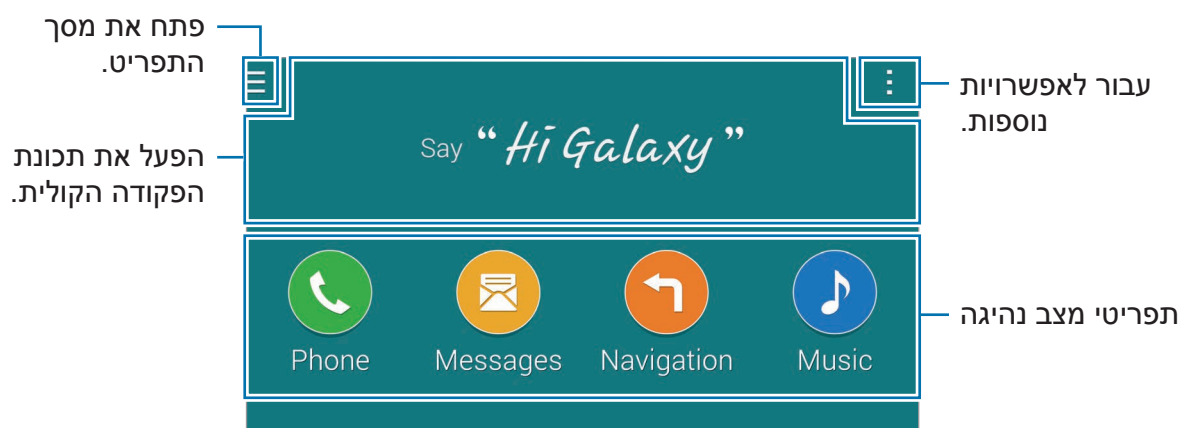 פתח את מסך
התפריט.
עבור לאפשרויות
נוספות.
Say “Hi Galaxy”
הפעל את תכונת
הפקודה הקולית.
תפריטי מצב נהיגה
Phone Messages Navigation Music